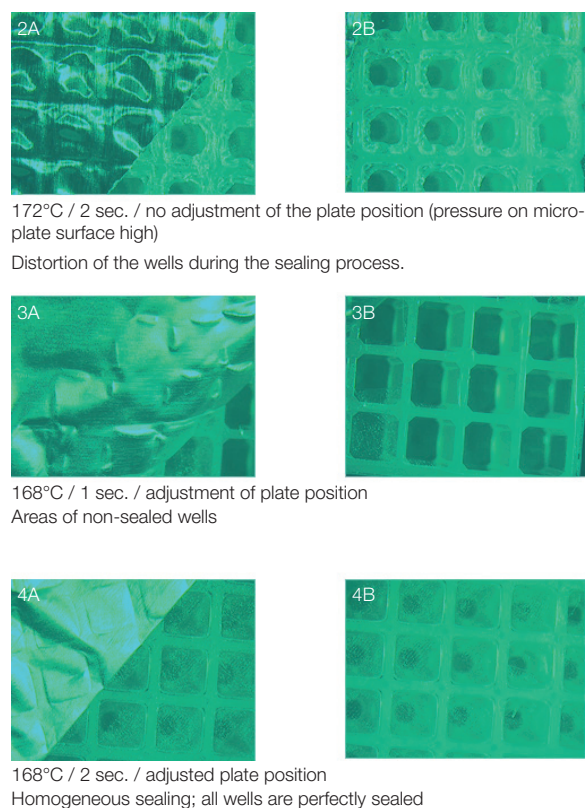 2A
2B
172°C / 2 sec. / no adjustment of the plate position (pressure on micro-
plate surface high)
Distortion of the wells during the sealing process.
3A
3B
168°C / 1 sec. / adjustment of plate position
Areas of non-sealed wells
4A
4B
168°C / 2 sec. / adjusted plate position
Homogeneous sealing; all wells are perfectly sealed